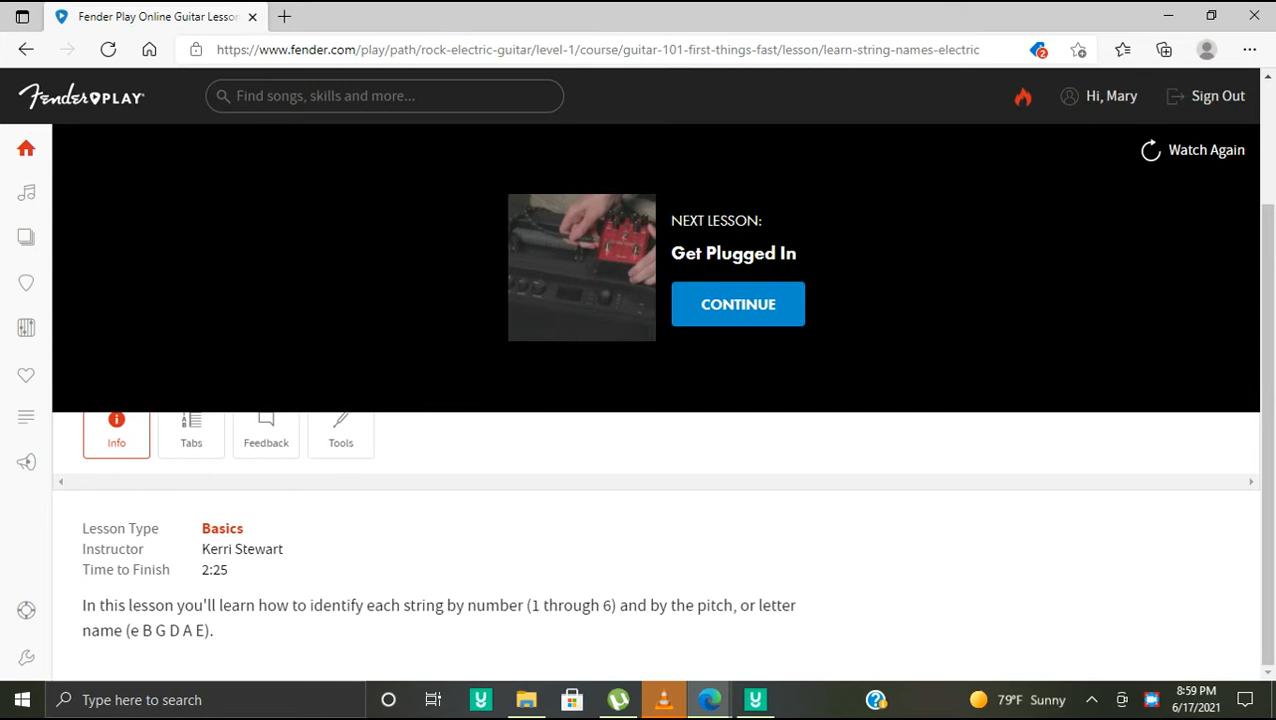 Fender Play Online Guitar Lesson
https://www.fender.com/play/path/rock-electric-guitar/level-1/course/guitar-101-first-things-fast/lesson/learn-string-names-electric
2
Fender PLAY
Find songs, skills and more...
Hi, Mary
Sign Out
Watch Again
NEXT LESSON:
Get Plugged In
CONTINUE
Info
Tabs
Feedback
Tools
Lesson Type Basics
Instructor Kerri Stewart
Time to Finish 2:25
In this lesson you'll learn how to identify each string by number (1 through 6) and by the pitch, or letter
name (e B G D A E).
Type here to search
79°F Sunny
8:59 PM
6/17/2021